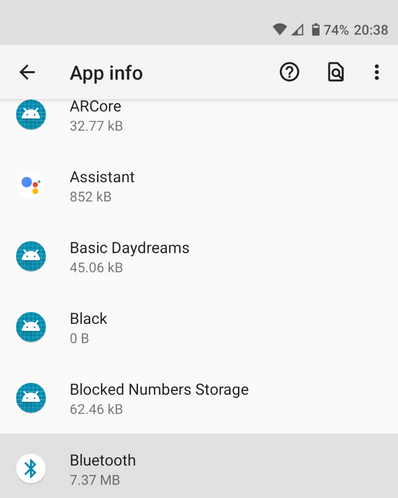 74% 20:38
App info
ARCore
32.77 kB
Assistant
852 kB
Basic Daydreams
45.06 kB
Black
0 B
Blocked Numbers Storage
62.46 kB
Bluetooth
7.37 MB